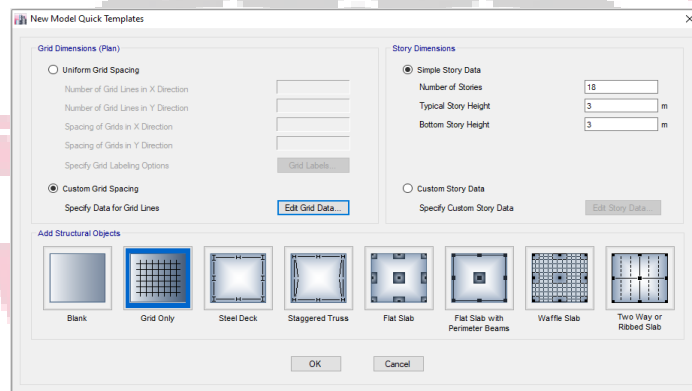 New Model Quick Templates
Grid Dimensions (Plan)
Uniform Grid Spacing
Number of Grid Lines in X Direction
Number of Grid Lines in Y Direction
Spacing of Grids in X Direction
Spacing of Grids in Y Direction
Specify Grid Labeling Options
Grid Labels...
Custom Grid Spacing
Specify Data for Grid Lines
Edit Grid Data...
Story Dimensions
Simple Story Data
Number of Stories 18
Typical Story Height 3 m
Bottom Story Height 3 m
Custom Story Data
Specify Custom Story Data
Edit Story Data...
Add Structural Objects
Blank
Grid Only
Steel Deck
Staggered Truss
Flat Slab
Flat Slab with
Perimeter Beams
Waffle Slab
Two Way or
Ribbed Slab
OK
Cancel